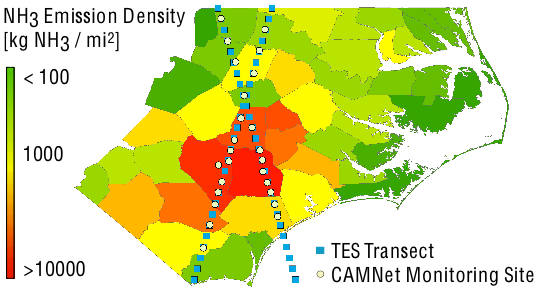 NH3 Emission Density
[kg NH3 / mi2]
< 100
1000
>10000
TES Transect
CAMNet Monitoring Site